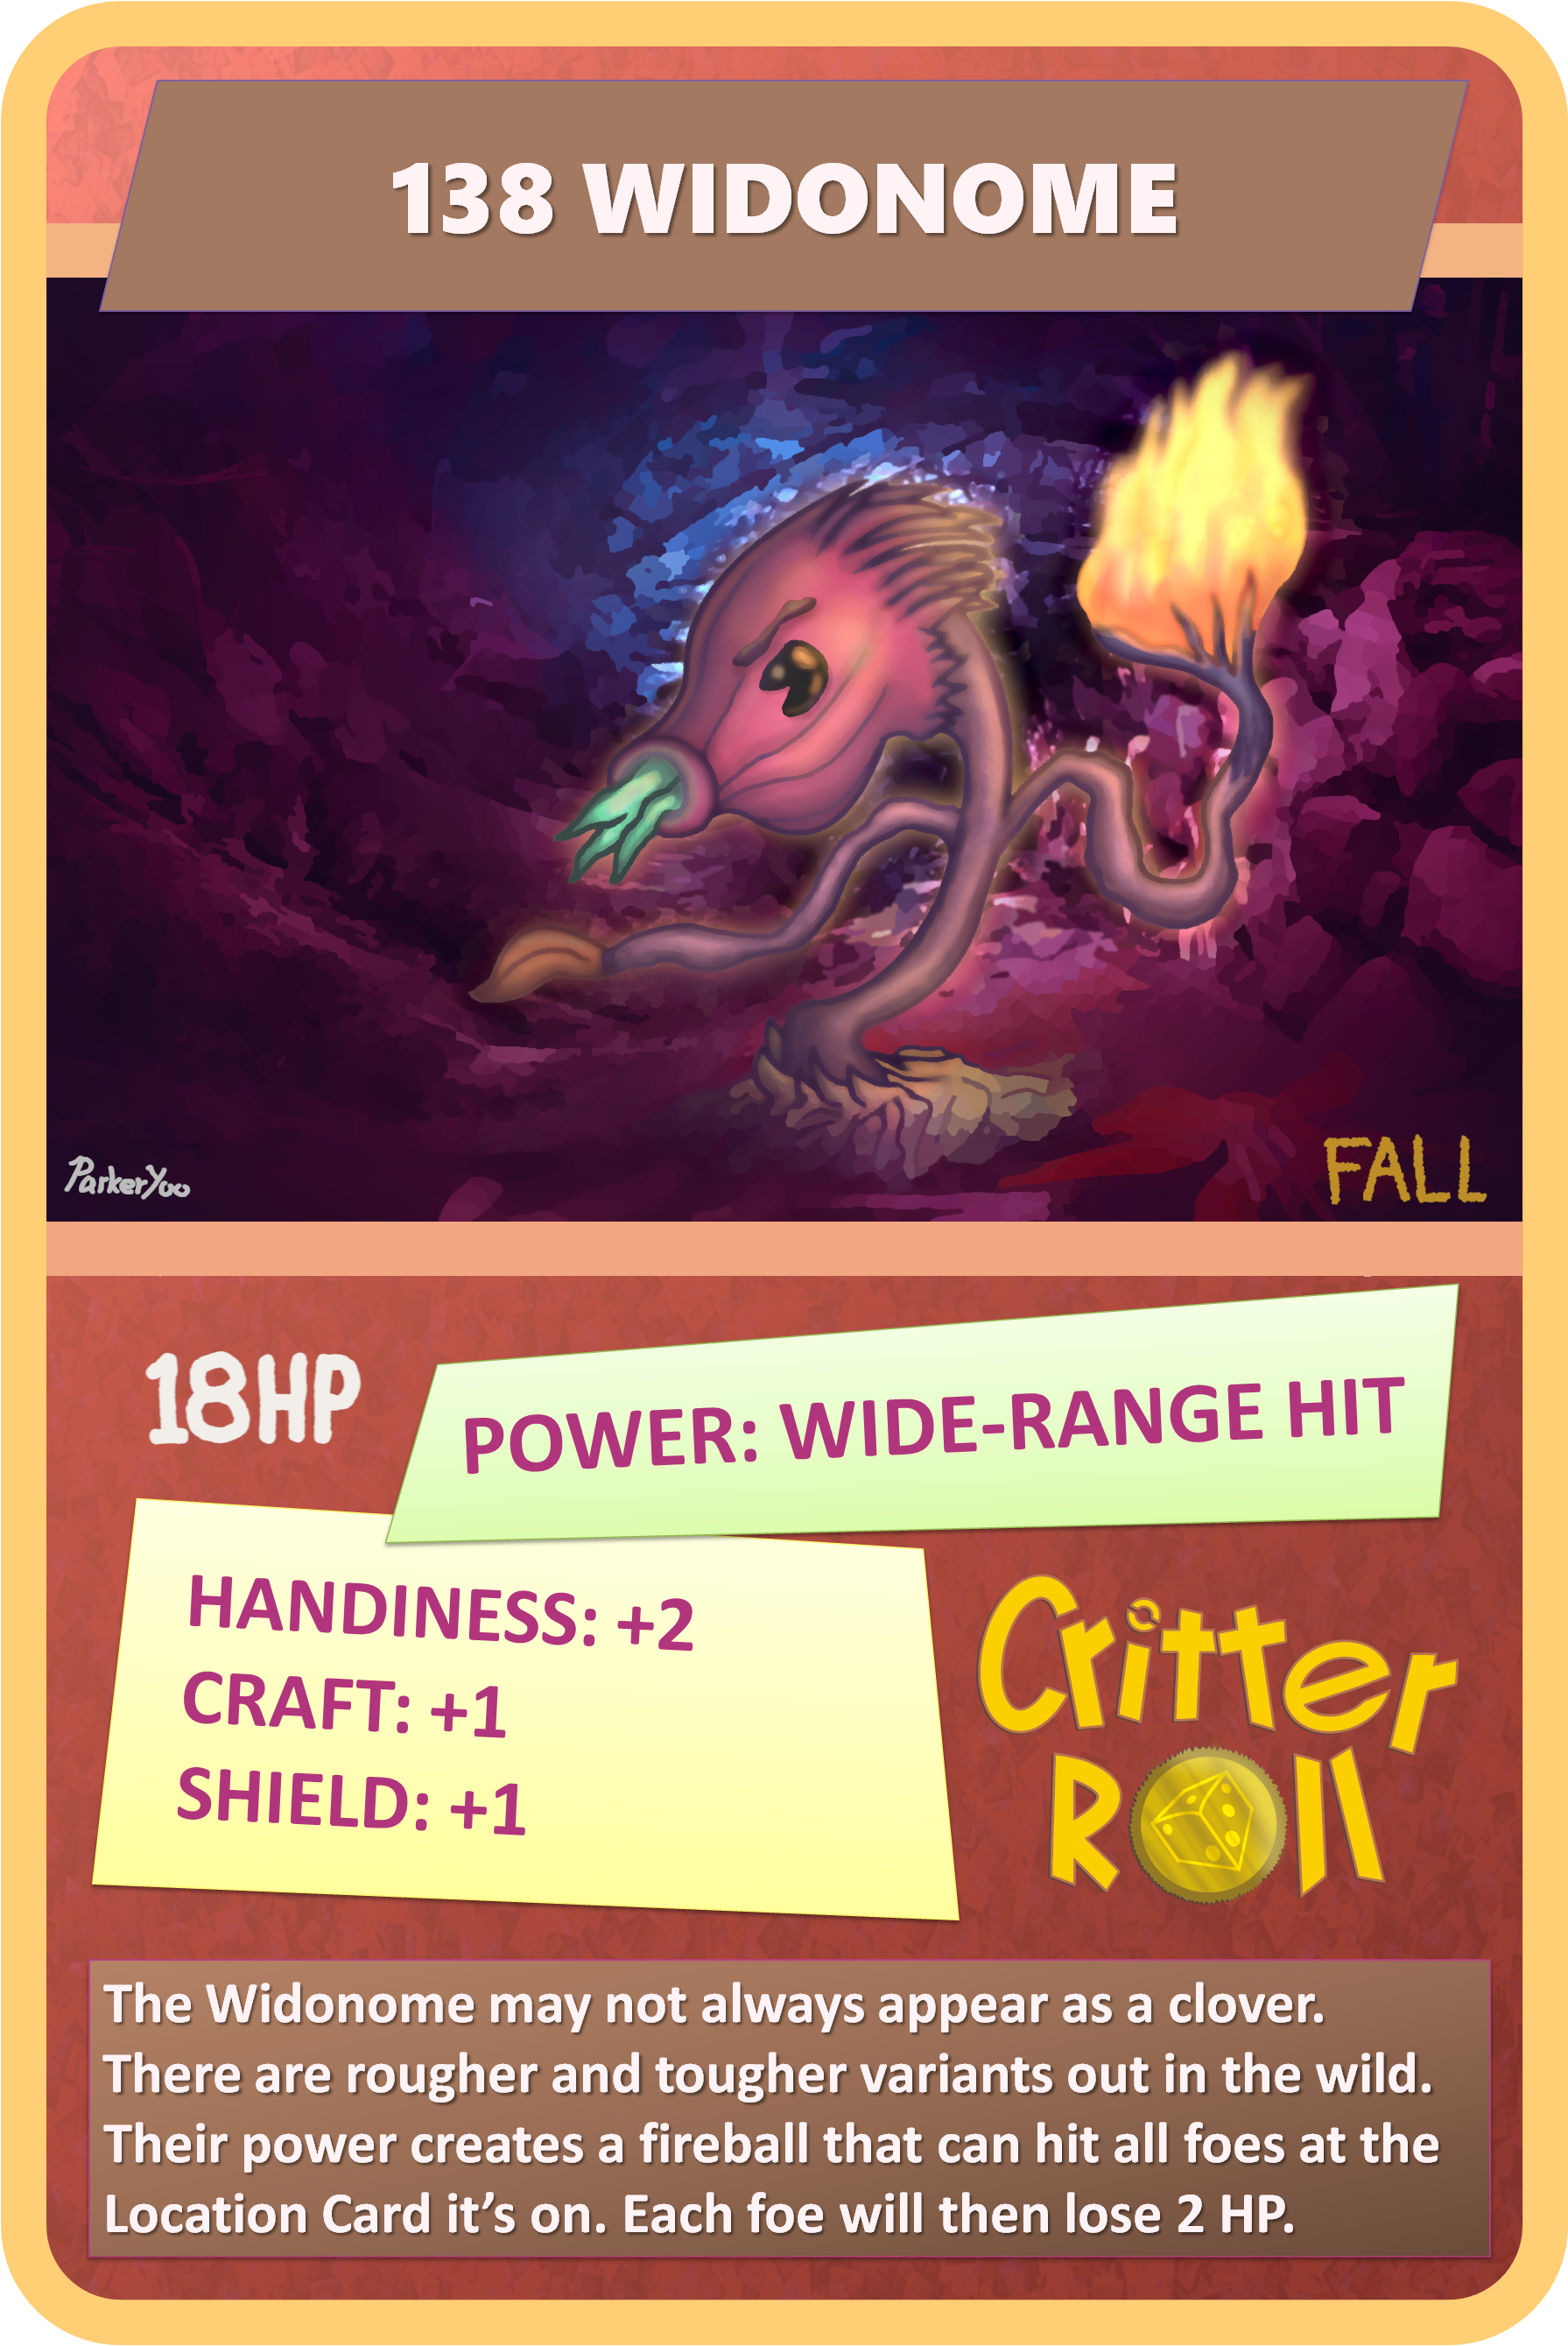 138 WIDONOME
ParkerYoo
FALL
18HP
POWER: WIDE-RANGE HIT
HANDINESS: +2
CRAFT: +1
SHIELD: +1
Critter
Roll
The Widonome may not always appear as a clover.
There are rougher and tougher variants out in the wild.
Their power creates a fireball that can hit all foes at the
Location Card it’s on. Each foe will then lose 2 HP.